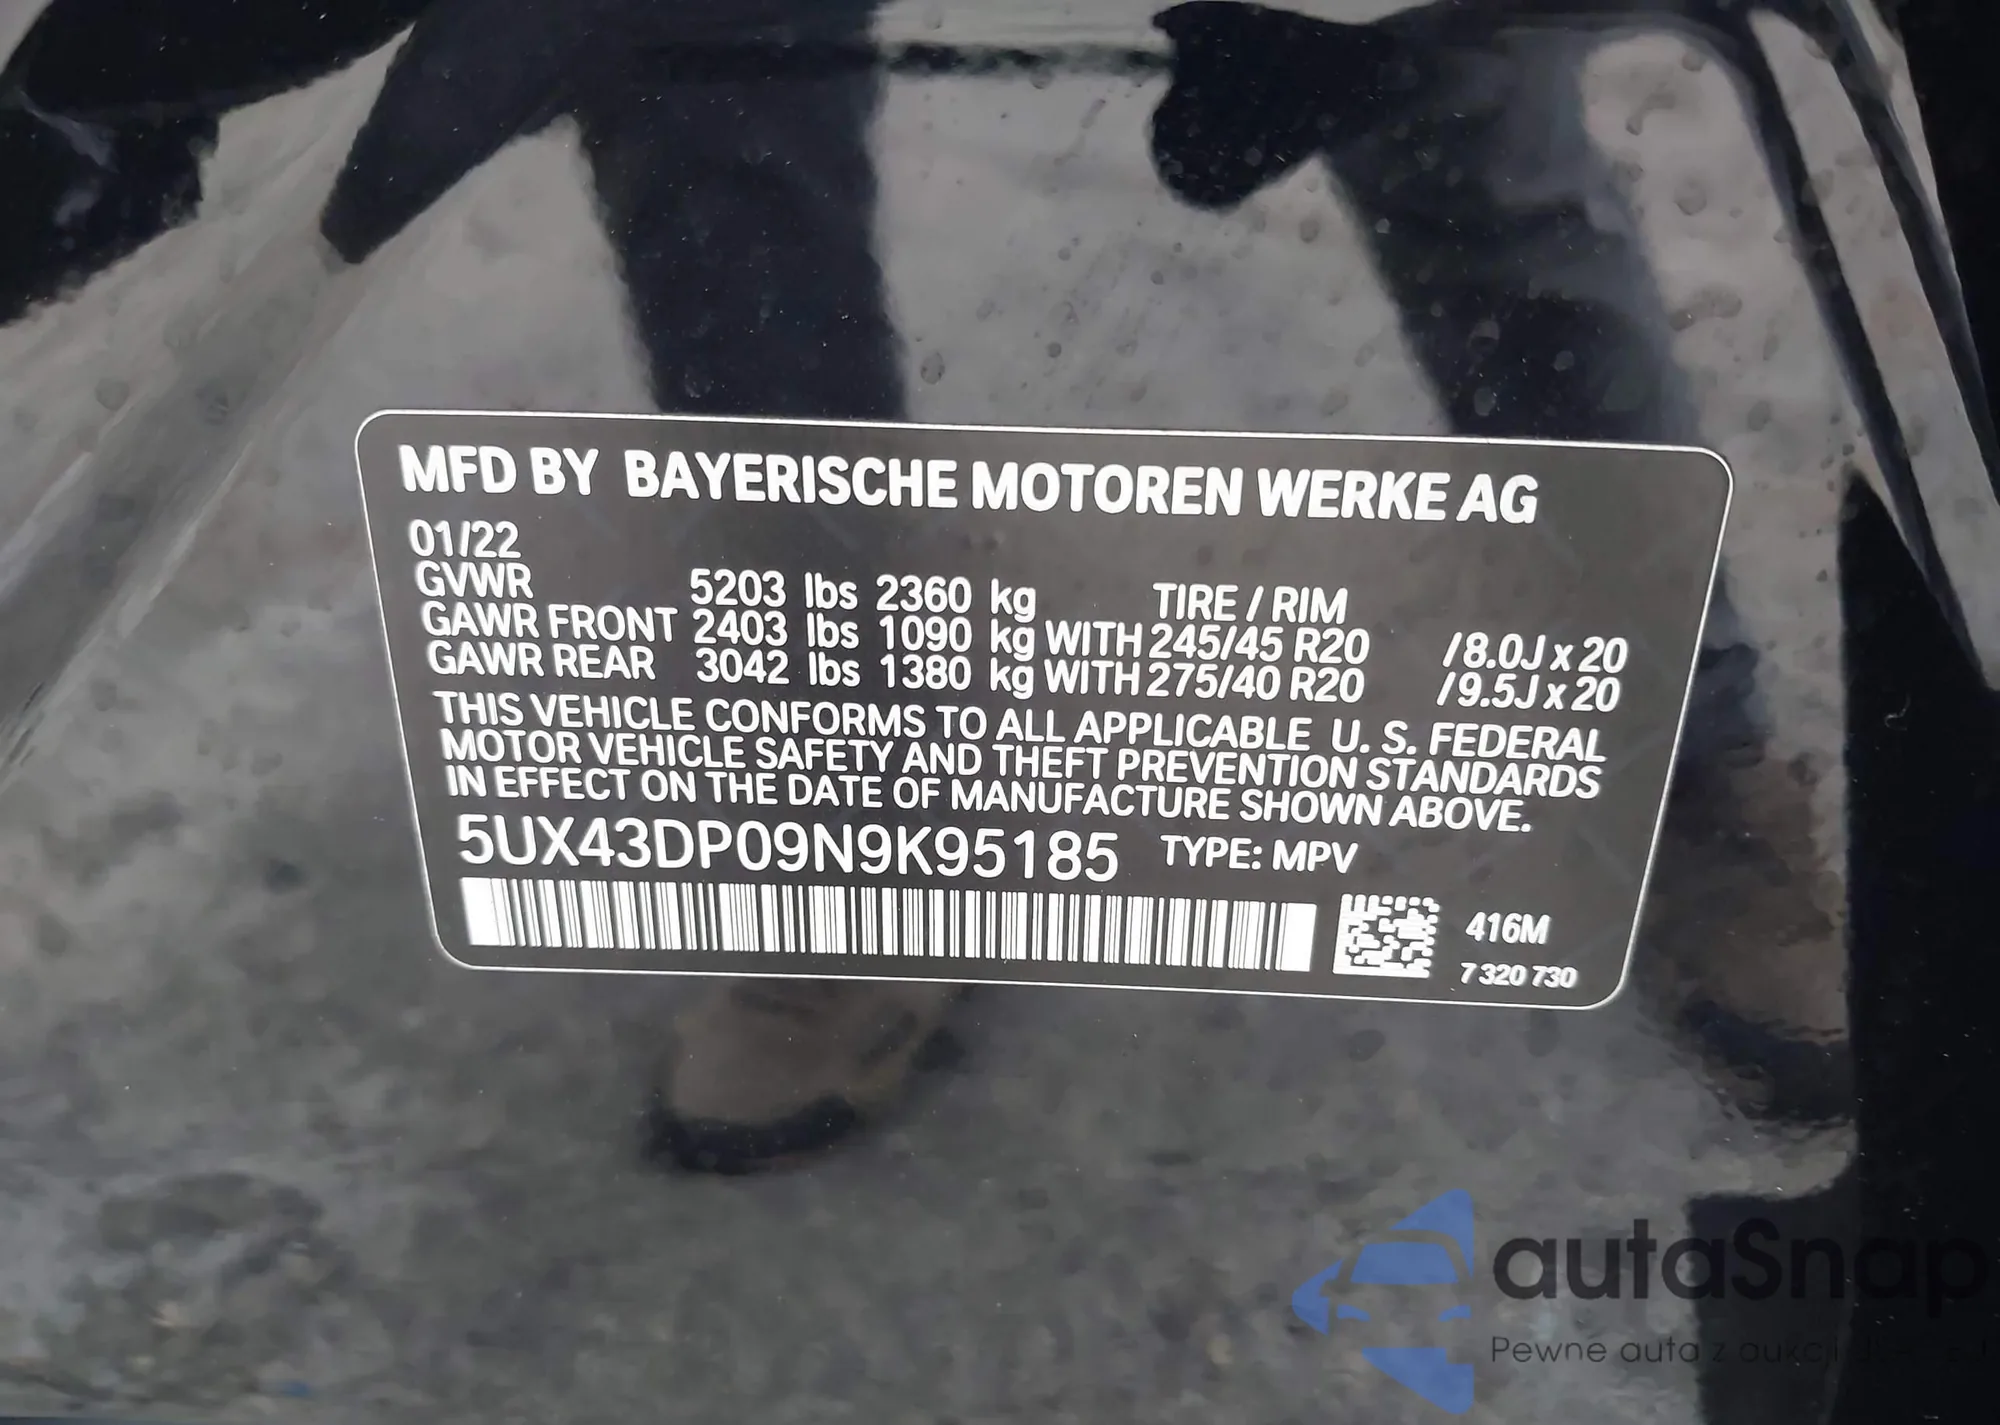 MFD BY BAYERISCHE MOTOREN WERKE AG
01/22
GVWR 5203 lbs 2360 kg TIRE / RIM
GAWR FRONT 2403 lbs 1090 kg WITH 245/45 R20 /8.0J x 20
GAWR REAR 3042 lbs 1380 kg WITH 275/40 R20 /9.5J x 20
THIS VEHICLE CONFORMS TO ALL APPLICABLE U. S. FEDERAL
MOTOR VEHICLE SAFETY AND THEFT PREVENTION STANDARDS
IN EFFECT ON THE DATE OF MANUFACTURE SHOWN ABOVE.
5UX43DP09N9K95185 TYPE: MPV
416M
7 320 730
autaSnap
Pewne auta z aukcji